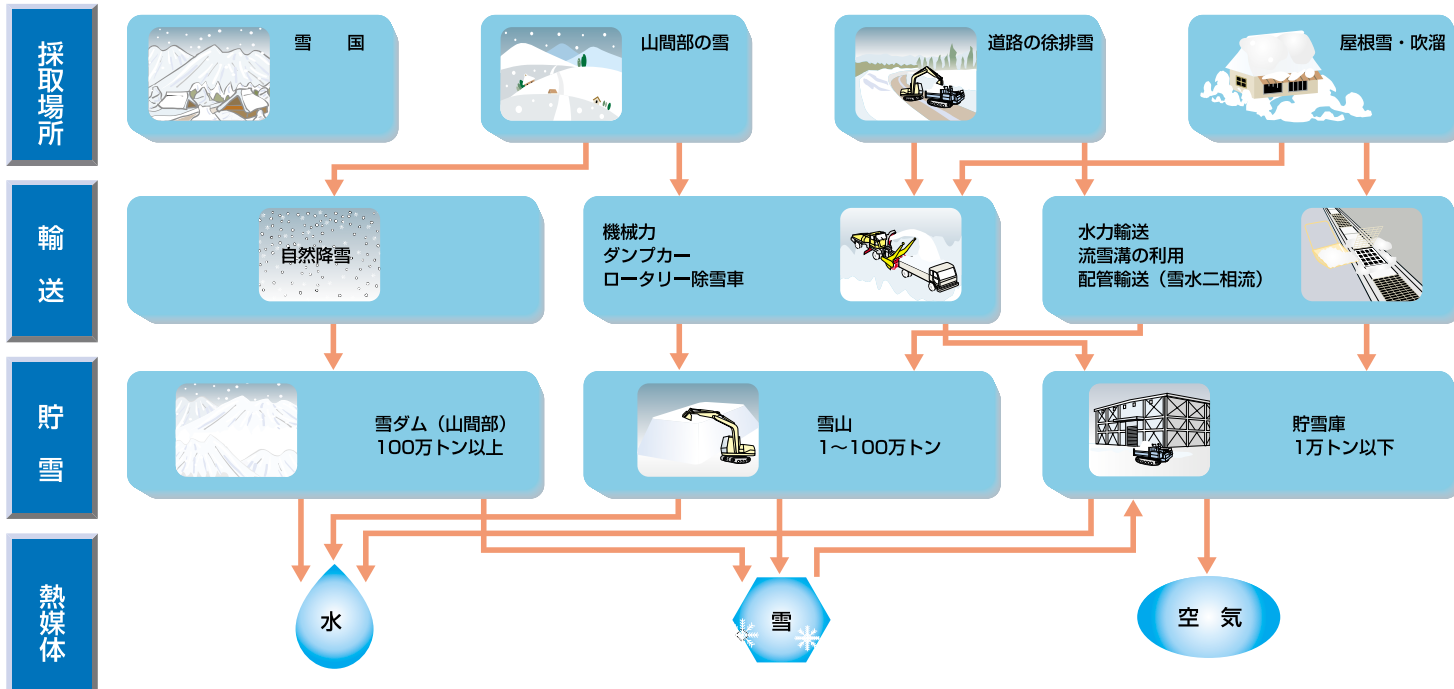 採取場所
雪　国
山間部の雪
道路の徐排雪
屋根雪・吹溜
輸送
自然降雪
機械力
ダンプカー
ロータリー除雪車
水力輸送
流雪溝の利用
配管輸送（雪水二相流）
貯雪
雪ダム（山間部）
100万トン以上
雪山
1～100万トン
貯雪庫
1万トン以下
熱媒体
水
雪
空　気